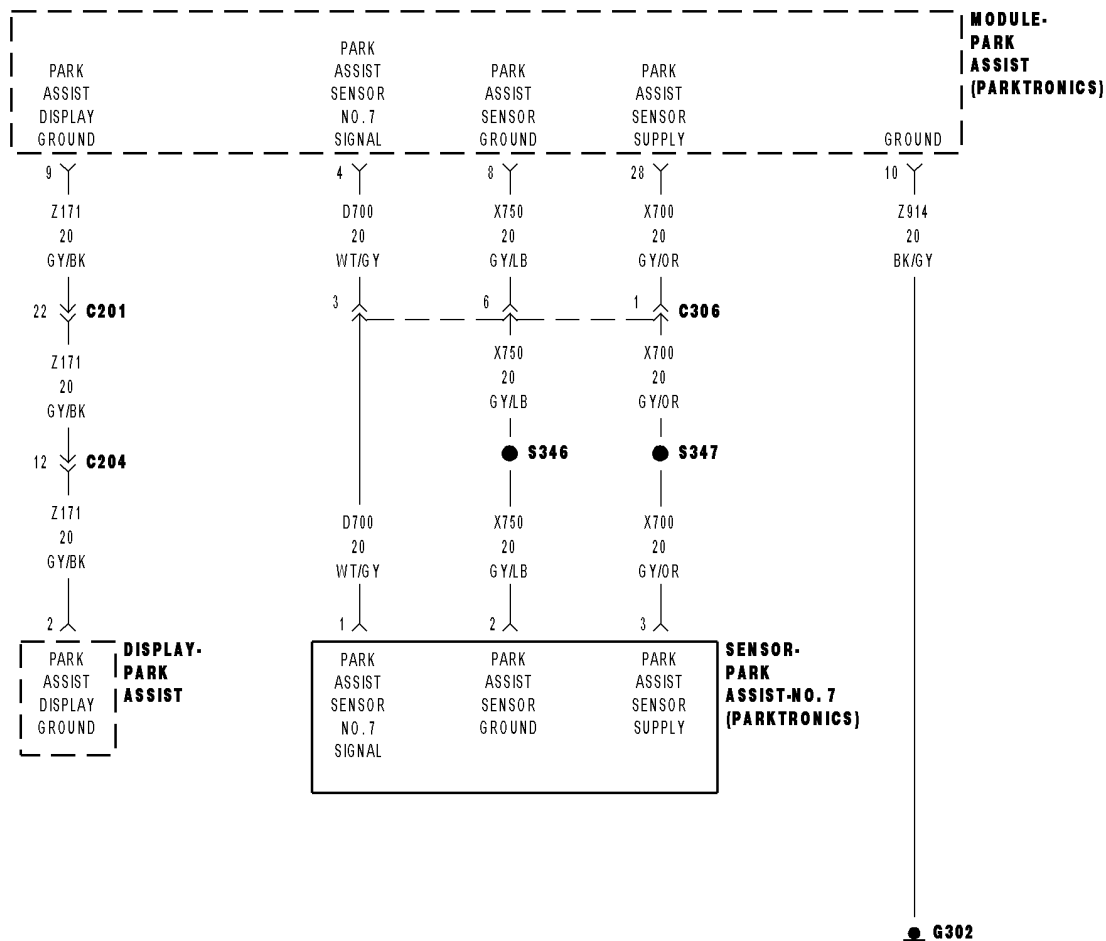 MODULE-
PARK
ASSIST
(PARKTRONICS)
PARK
ASSIST
DISPLAY
GROUND
PARK
ASSIST
SENSOR
NO.7
SIGNAL
PARK
ASSIST
SENSOR
GROUND
PARK
ASSIST
SENSOR
SUPPLY
GROUND
9
4
8
28
10
Z171
20
GY/BK
D700
20
WT/GY
X750
20
GY/LB
X700
20
GY/OR
Z914
20
BK/GY
22
C201
3
6
1
C306
Z171
20
GY/BK
X750
20
GY/LB
X700
20
GY/OR
12
C204
S346
S347
Z171
20
GY/BK
D700
20
WT/GY
X750
20
GY/LB
X700
20
GY/OR
2
1
2
3
PARK
ASSIST
DISPLAY
GROUND
DISPLAY-
PARK
ASSIST
PARK
ASSIST
SENSOR
NO.7
SIGNAL
PARK
ASSIST
SENSOR
GROUND
PARK
ASSIST
SENSOR
SUPPLY
SENSOR-
PARK
ASSIST-NO.7
(PARKTRONICS)
G302